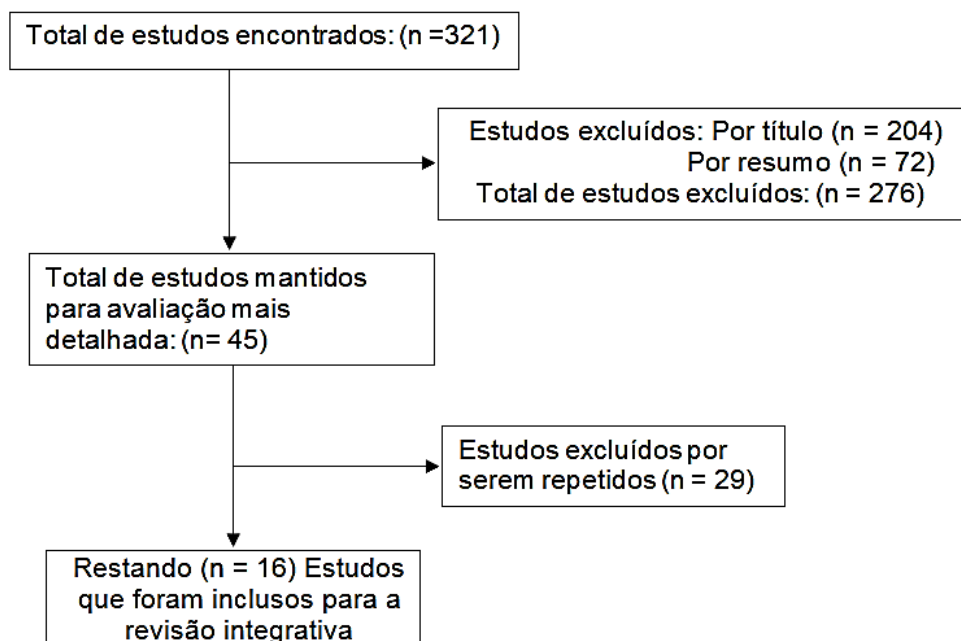 Total de estudos encontrados: (n =321)
Estudos excluídos: Por título (n = 204)
Por resumo (n = 72)
Total de estudos excluídos: (n = 276)
Total de estudos mantidos
para avaliação mais
detalhada: (n= 45)
Estudos excluídos por
serem repetidos (n = 29)
Restando (n = 16) Estudos
que foram inclusos para a
revisão integrativa